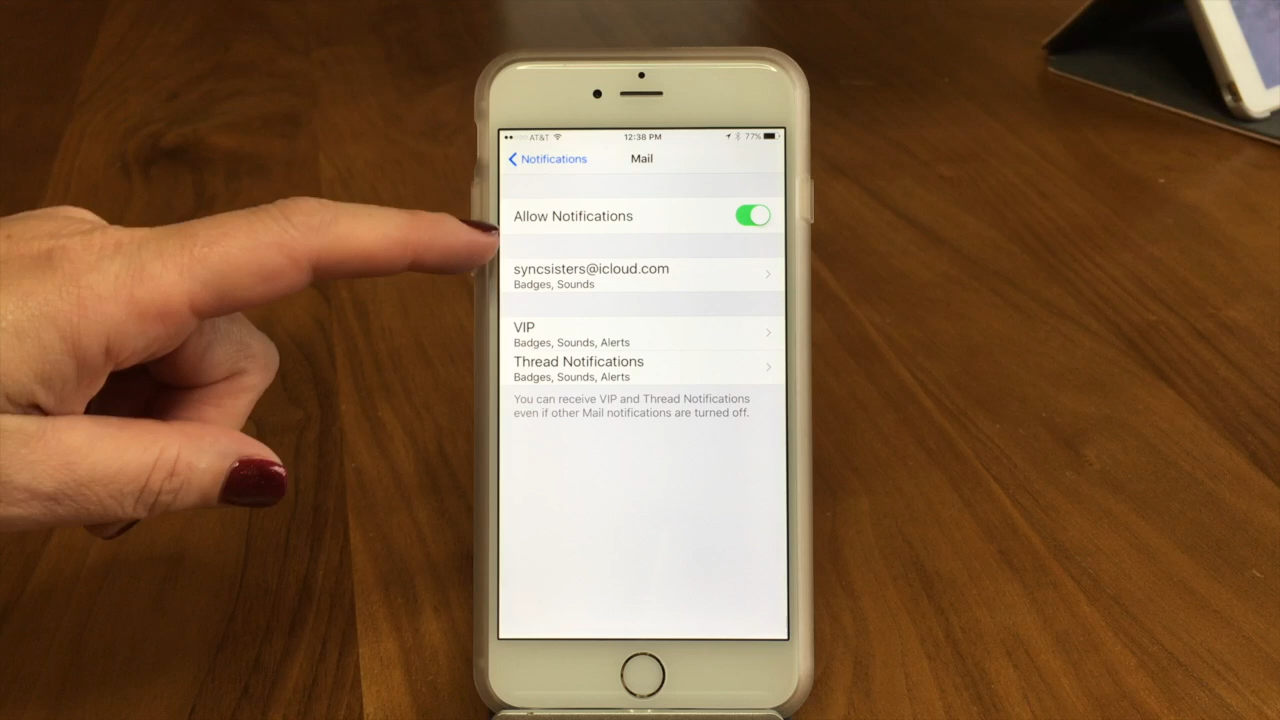 AT&T 12:38 PM 77%
Notifications Mail
Allow Notifications
syncsisters@icloud.com
Badges, Sounds
VIP
Badges, Sounds, Alerts
Thread Notifications
Badges, Sounds, Alerts
You can receive VIP and Thread Notifications
even if other Mail notifications are turned off.